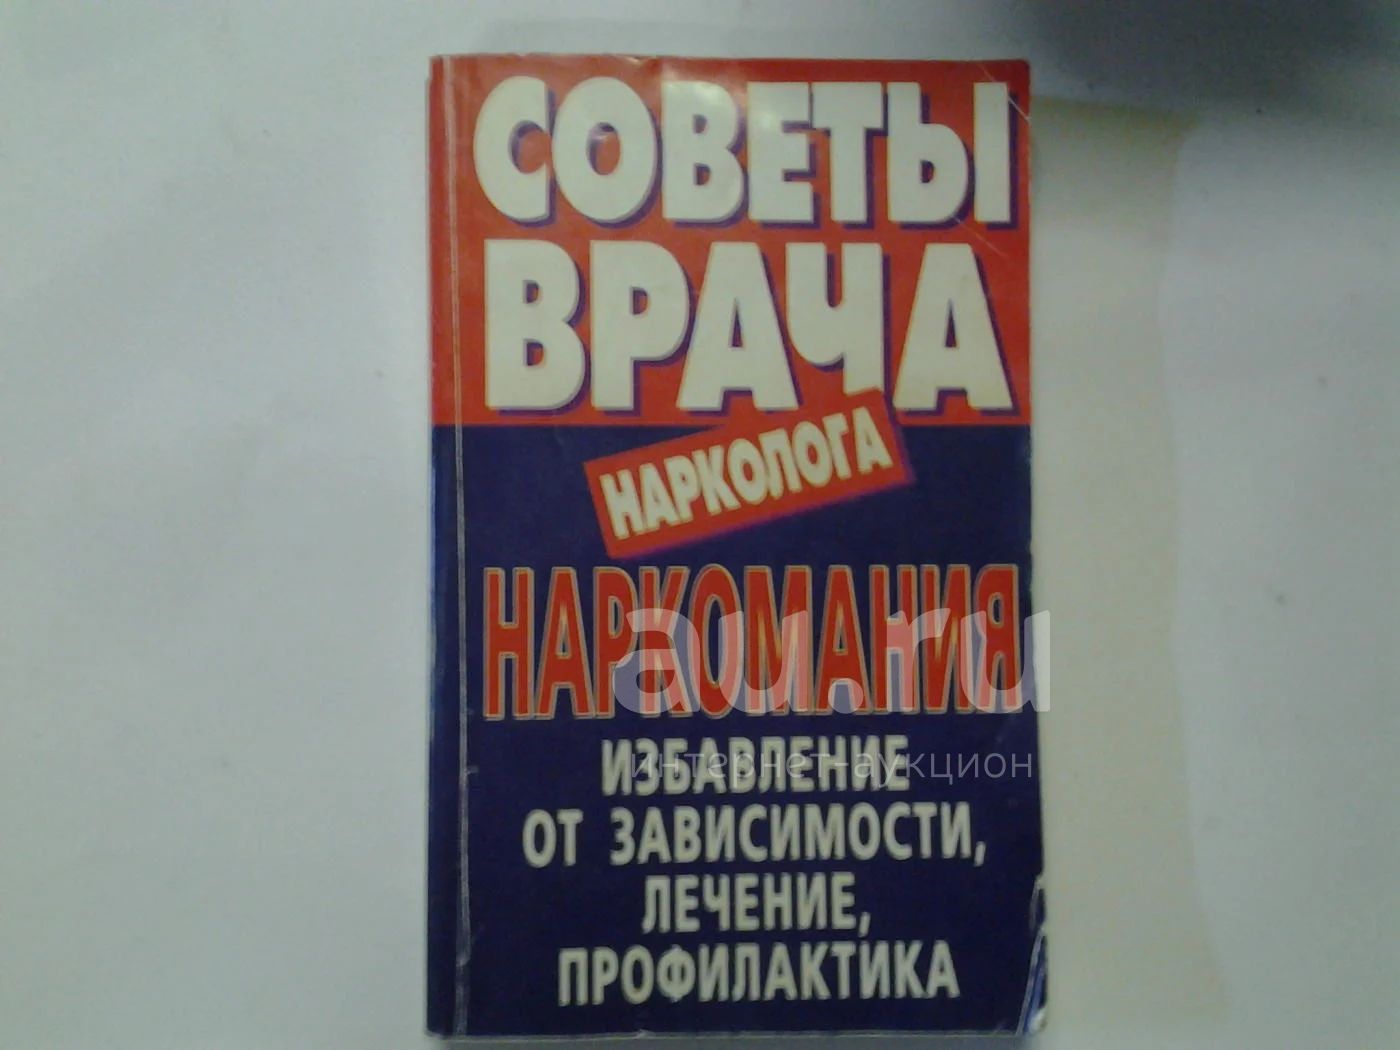 СОВЕТЫ
ВРАЧА
НАРКОЛОГА
НАРКОМАНИЯ
au.ru
ИЗБАВЛЕНИЕ
интернет-аукцион
ОТ ЗАВИСИМОСТИ,
ЛЕЧЕНИЕ,
ПРОФИЛАКТИКА